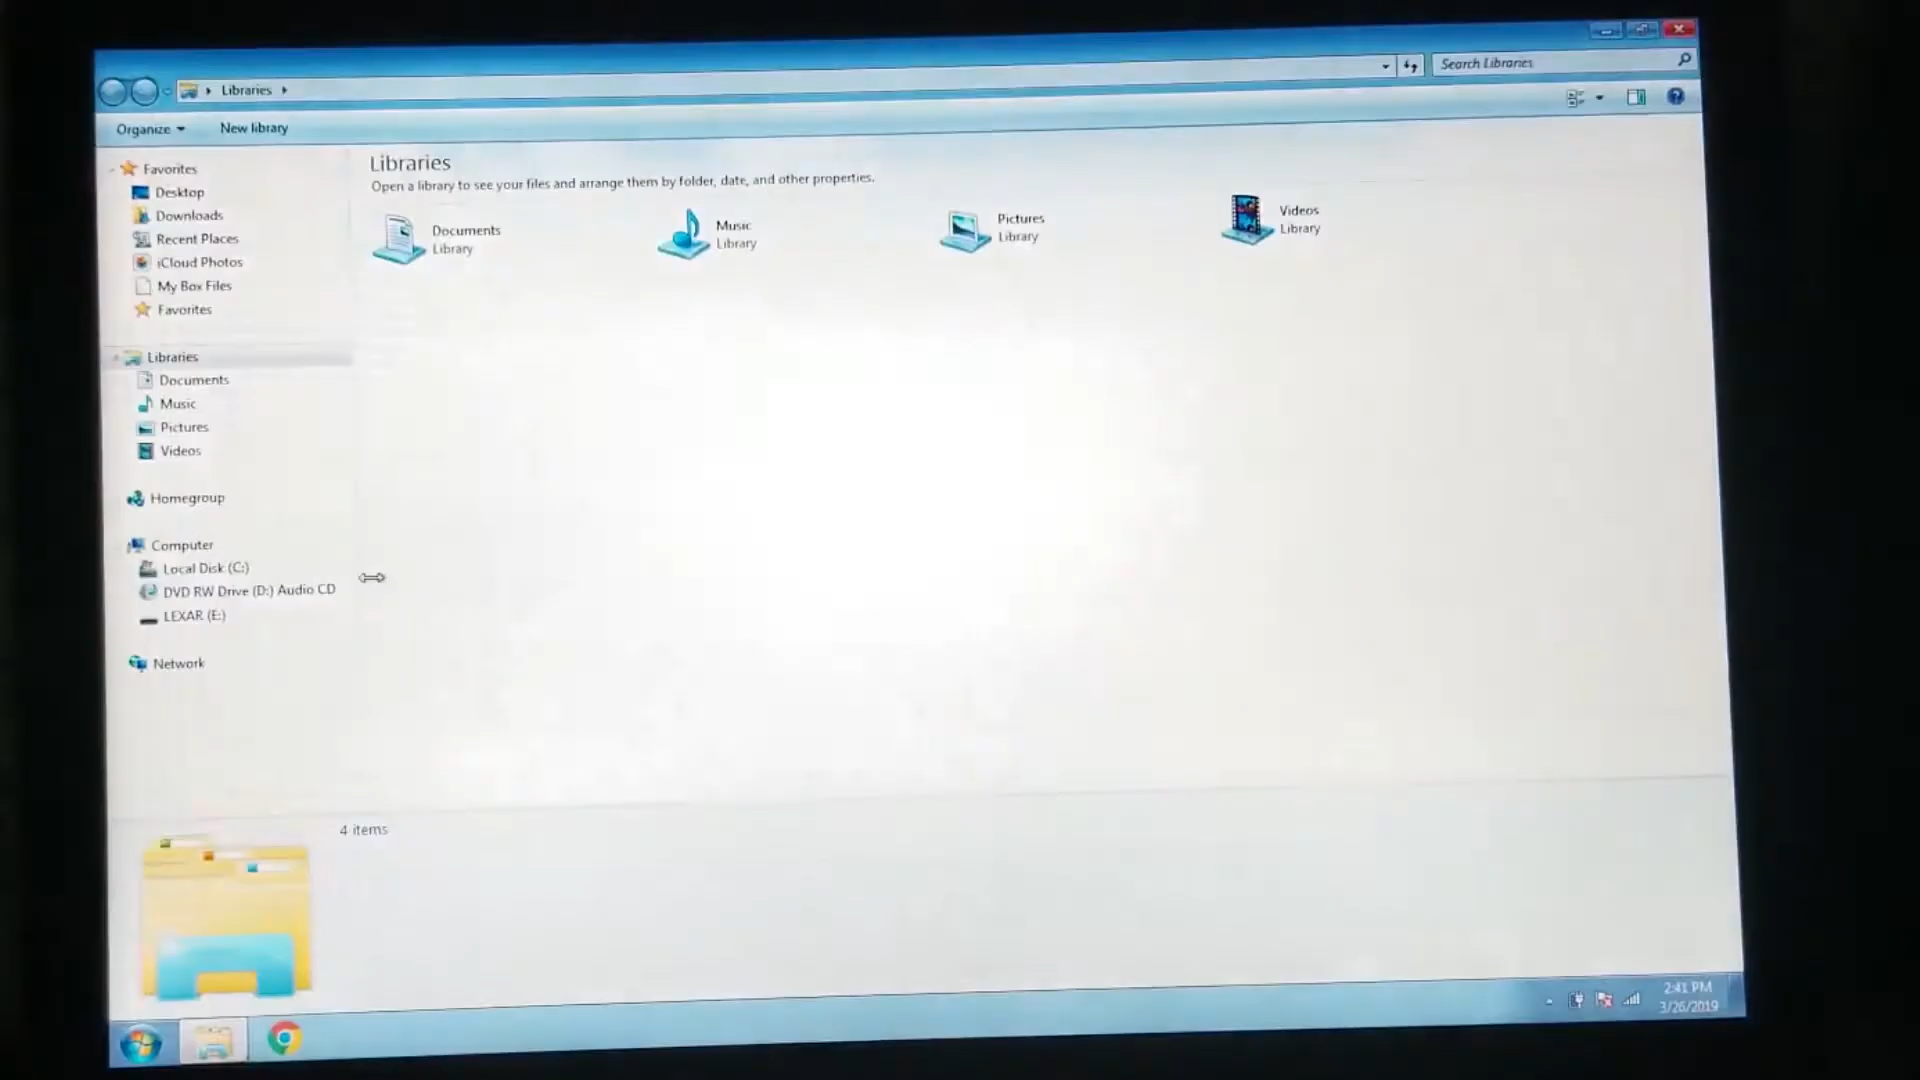 Search Libraries
Libraries
Organize
New library
Favorites
Desktop
Downloads
Recent Places
iCloud Photos
My Box Files
Favorites
Libraries
Documents
Music
Pictures
Videos
Homegroup
Computer
Local Disk (C:)
DVD RW Drive (D:) Audio CD
LEXAR (E:)
Network
Libraries
Open a library to see your files and arrange them by folder, date, and other properties.
Documents
Library
Music
Library
Pictures
Library
Videos
Library
4 items
2:41 PM
3/26/2019